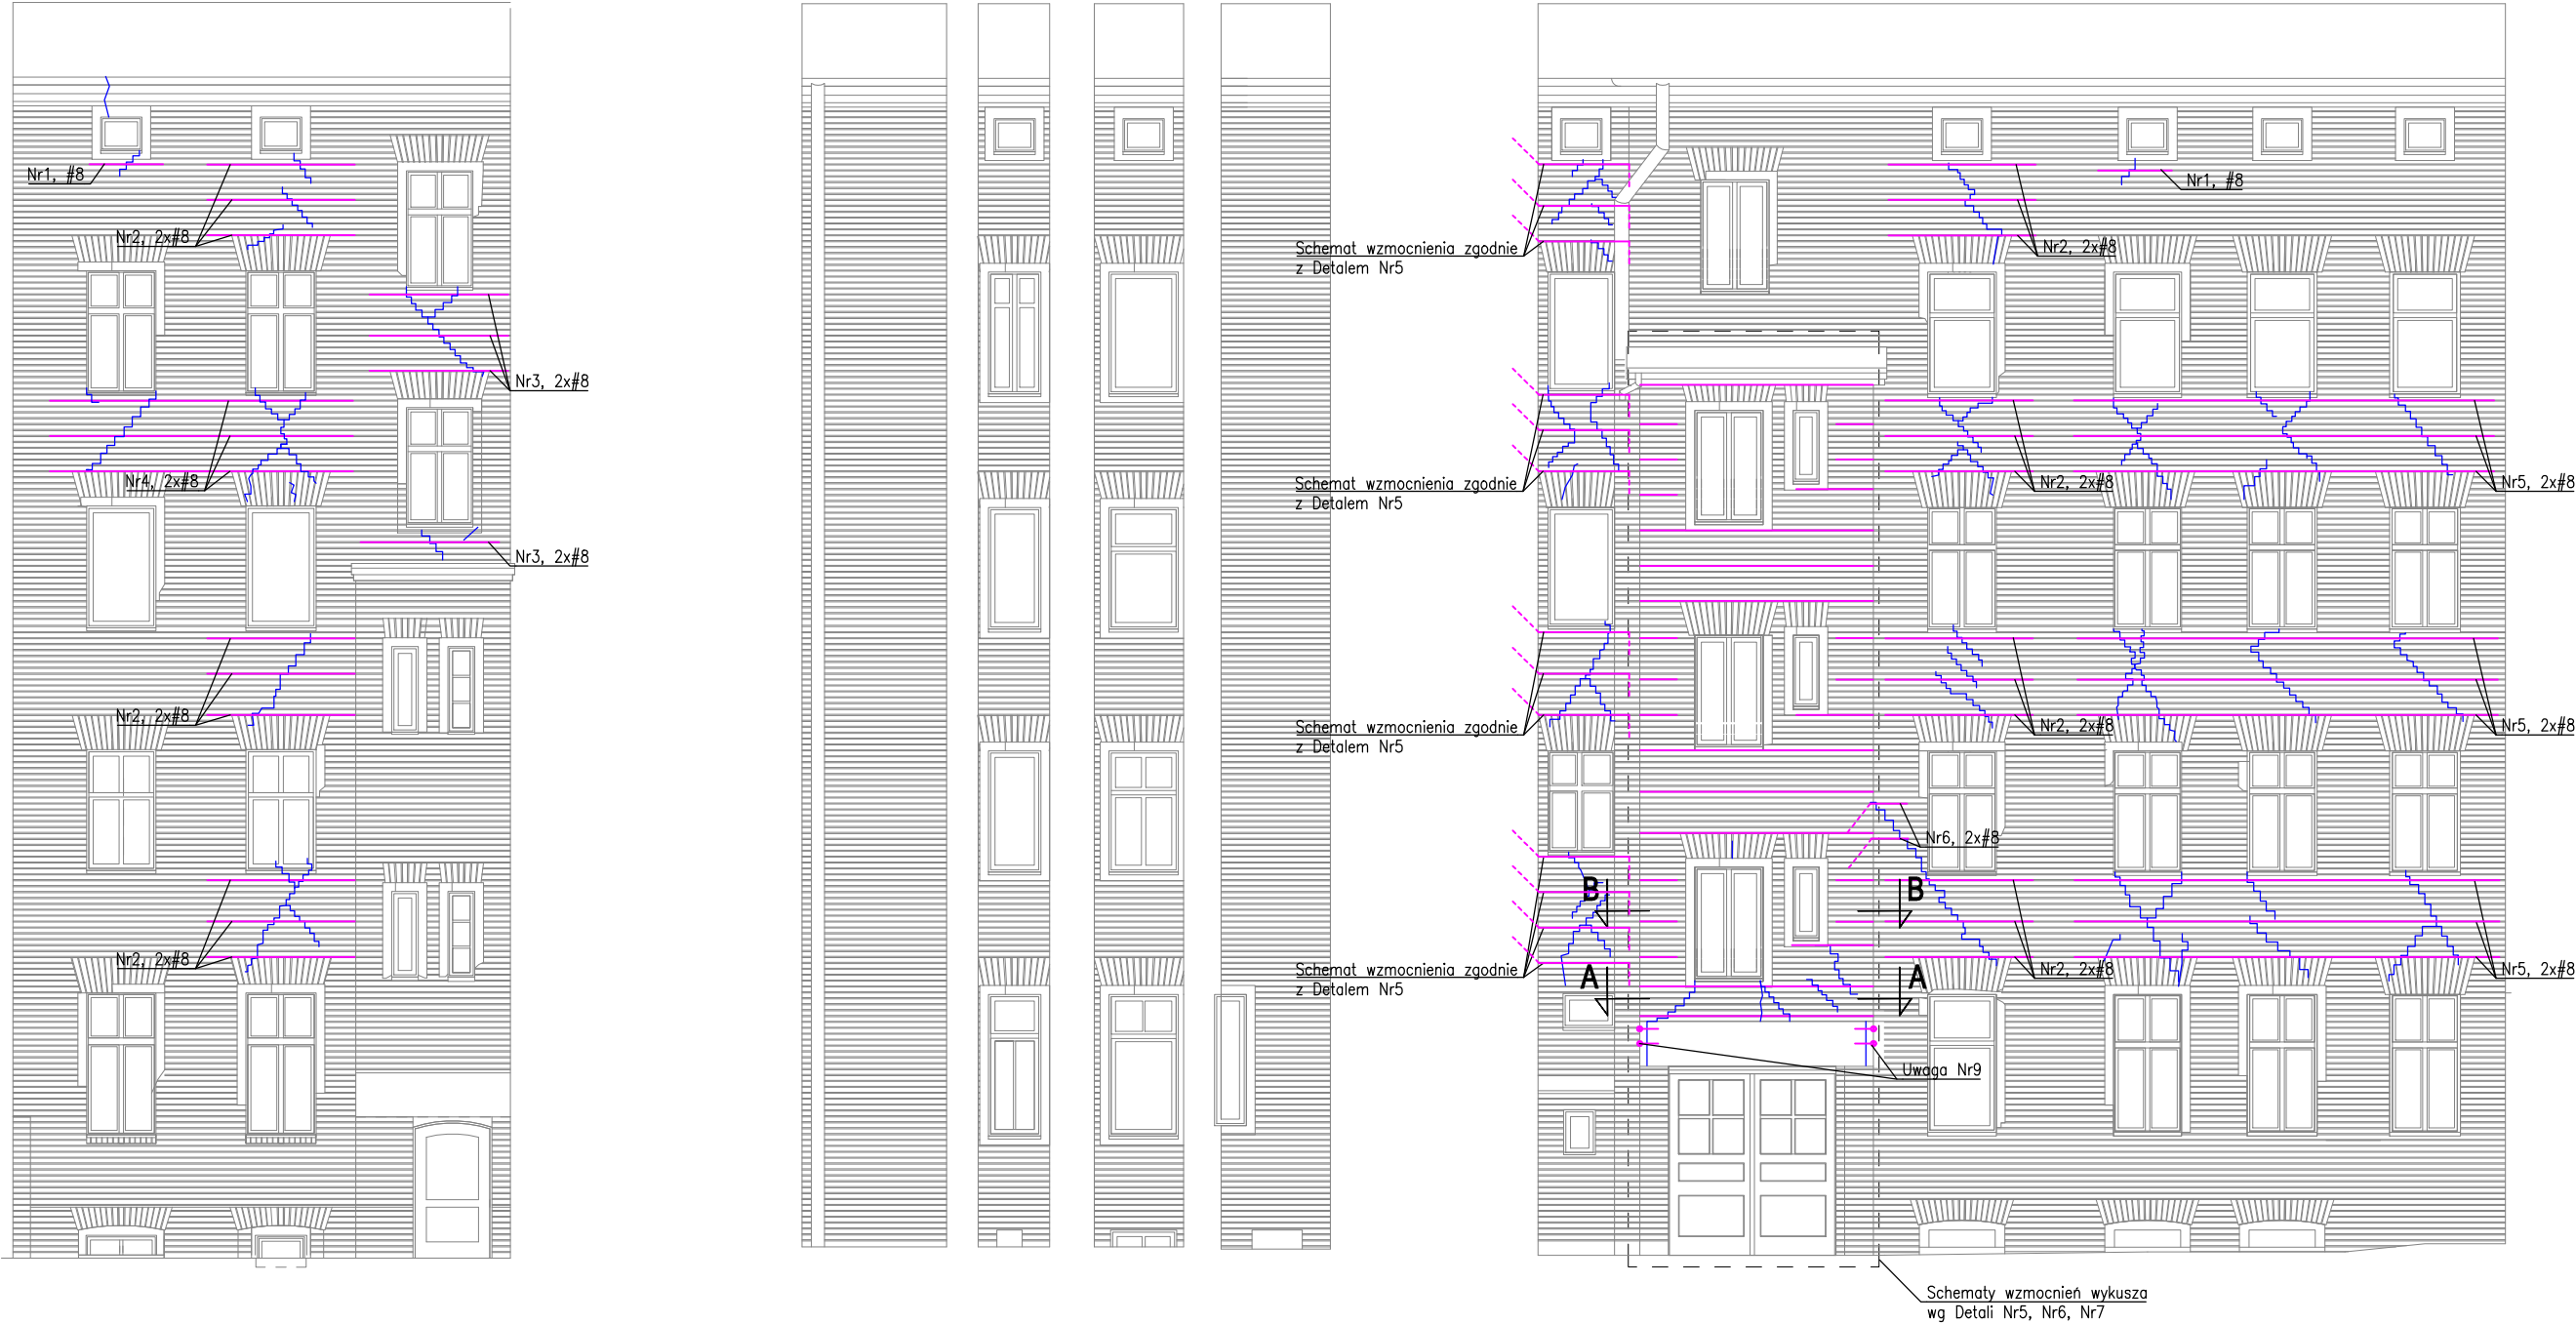 Nr1, #8
Nr2, 2x#8
Nr3, 2x#8
Nr4, 2x#8
Nr3, 2x#8
Nr2, 2x#8
Nr2, 2x#8
Schemat wzmocnienia zgodnie
z Detalem Nr5
Schemat wzmocnienia zgodnie
z Detalem Nr5
Schemat wzmocnienia zgodnie
z Detalem Nr5
Schemat wzmocnienia zgodnie
z Detalem Nr5
Nr1, #8
Nr2, 2x#8
Nr2, 2x#8
Nr5, 2x#8
Nr2, 2x#8
Nr5, 2x#8
Nr6, 2x#8
B
B
A
A
Nr2, 2x#8
Nr5, 2x#8
Uwaga Nr9
Schematy wzmocnień wykusza
wg Detali Nr5, Nr6, Nr7